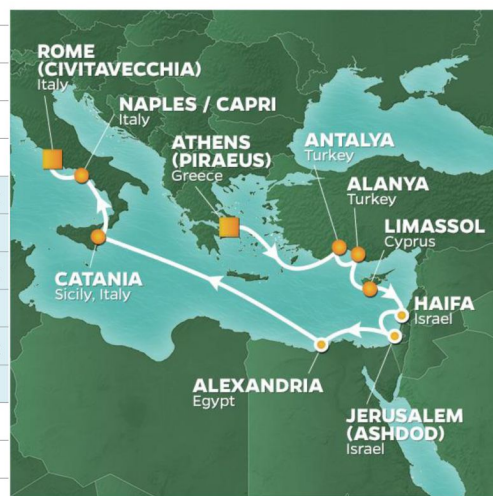 ROME
(CIVITAVECCHIA)
Italy
NAPLES / CAPRI
Italy
ATHENS
(PIRAEUS)
Greece
ANTALYA
Turkey
ALANYA
Turkey
LIMASSOL
Cyprus
CATANIA
Sicily, Italy
HAIFA
Israel
ALEXANDRIA
Egypt
JERUSALEM
(ASHDOD)
Israel